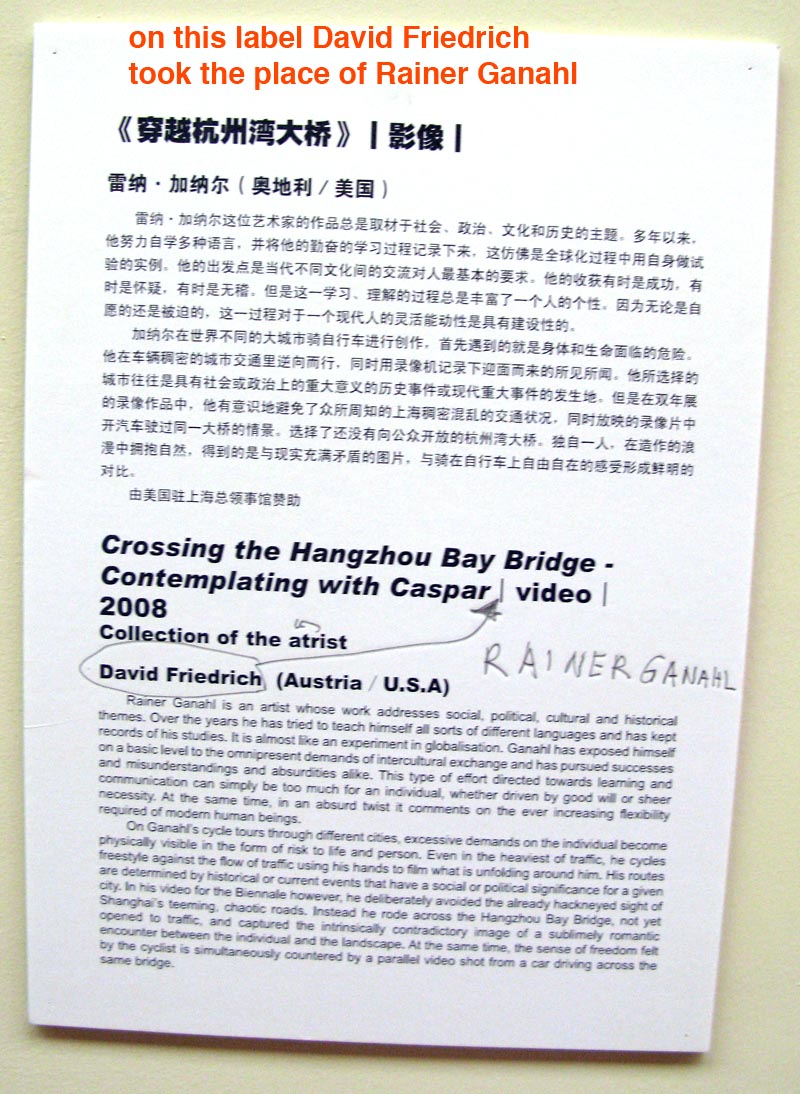 on this label David Friedrich
took the place of Rainer Ganahl
《穿越杭州湾大桥》 | 影像 |
雷纳·加纳尔（奥地利 / 美国）
雷纳·加纳尔这位艺术家的作品总是取材于社会、政治、文化和历史的主题。多年以来，
他努力自学多种语言，并将他的勤奋的学习过程记录下来，这仿佛是全球化过程中用自身做试
验的实例。他的出发点是当代不同文化间的交流对人最基本的要求。他的收获有时是成功，有
时是怀疑，有时是无稽。但是这一学习、理解的过程总是丰富了一个人的个性。因为无论是自
愿的还是被迫的，这一过程对于一个现代人的灵活能动性是具有建设性的。
加纳尔在世界不同的大城市骑自行车进行创作，首先遇到的就是身体和生命面临的危险。
他在车辆稠密的城市交通里逆向而行，同时用录像机记录下迎面而来的所见所闻。他所选择的
城市往往是具有社会或政治上的重大意义的历史事件或现代重大事件的发生地。但是在双年展
的录像作品中，他有意识地避免了众所周知的上海稠密混乱的交通状况，同时放映的录像片中
开汽车驶过同一大桥的情景。选择了还没有向公众开放的杭州湾大桥。独自一人，在造作的浪
漫中拥抱自然，得到的是与现实充满矛盾的图片，与骑在自行车上自由自在的感受形成鲜明的
对比。
由美国驻上海总领事馆赞助
Crossing the Hangzhou Bay Bridge -
Contemplating with Caspar | video |
2008
Collection of the atrist
David Friedrich (Austria / U.S.A)
RAINER GANAHL
Rainer Ganahl is an artist whose work addresses social, political, cultural and historical
themes. Over the years he has tried to teach himself all sorts of different languages and has kept
records of his studies. It is almost like an experiment in globalisation. Ganahl has exposed himself
on a basic level to the omnipresent demands of intercultural exchange and has pursued successes
and misunderstandings and absurdities alike. This type of effort directed towards learning and
communication can simply be too much for an individual, whether driven by good will or sheer
necessity. At the same time, in an absurd twist it comments on the ever increasing flexibility
required of modern human beings.
On Ganahl's cycle tours through different cities, excessive demands on the individual become
physically visible in the form of risk to life and person. Even in the heaviest of traffic, he cycles
freestyle against the flow of traffic using his hands to film what is unfolding around him. His routes
are determined by historical or current events that have a social or political significance for a given
city. In his video for the Biennale however, he deliberately avoided the already hackneyed sight of
Shanghai's teeming, chaotic roads. Instead he rode across the Hangzhou Bay Bridge, not yet
opened to traffic, and captured the intrinsically contradictory image of a sublimely romantic
encounter between the individual and the landscape. At the same time, the sense of freedom felt
by the cyclist is simultaneously countered by a parallel video shot from a car driving across the
same bridge.